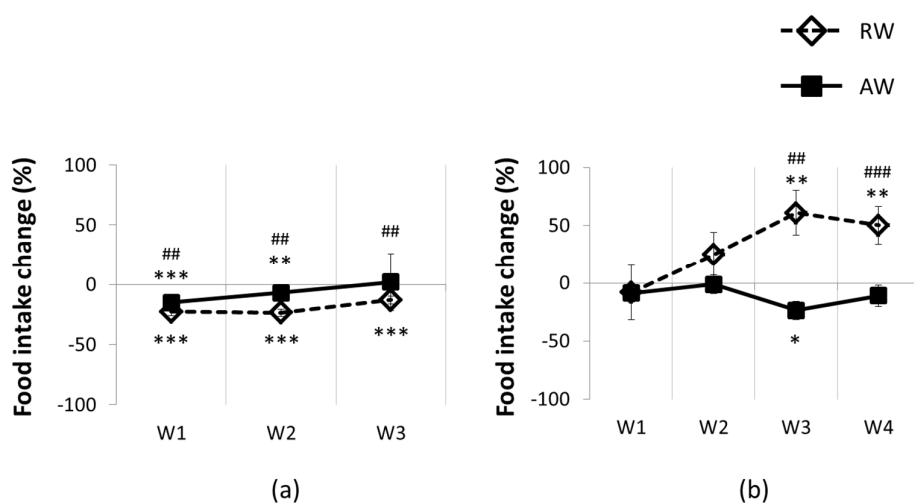 RW
AW
Food intake change (%)
100
50
0
-50
-100
##
***
##
**
##
***
***
***
W1
W2
W3
(a)
Food intake change (%)
100
50
0
-50
-100
##
**
###
**
*
W1
W2
W3
W4
(b)